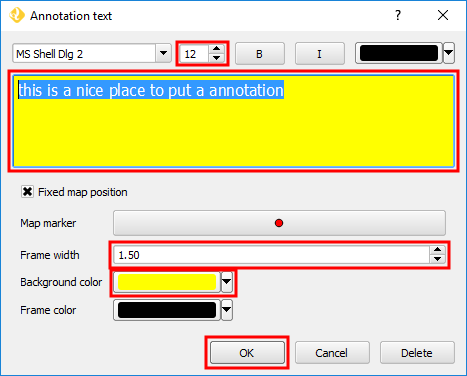 Annotation text
? ×
MS Shell Dlg 2 12 B I
this is a nice place to put a annotation
Fixed map position
Map marker
Frame width 1.50
Background color
Frame color
OK Cancel Delete